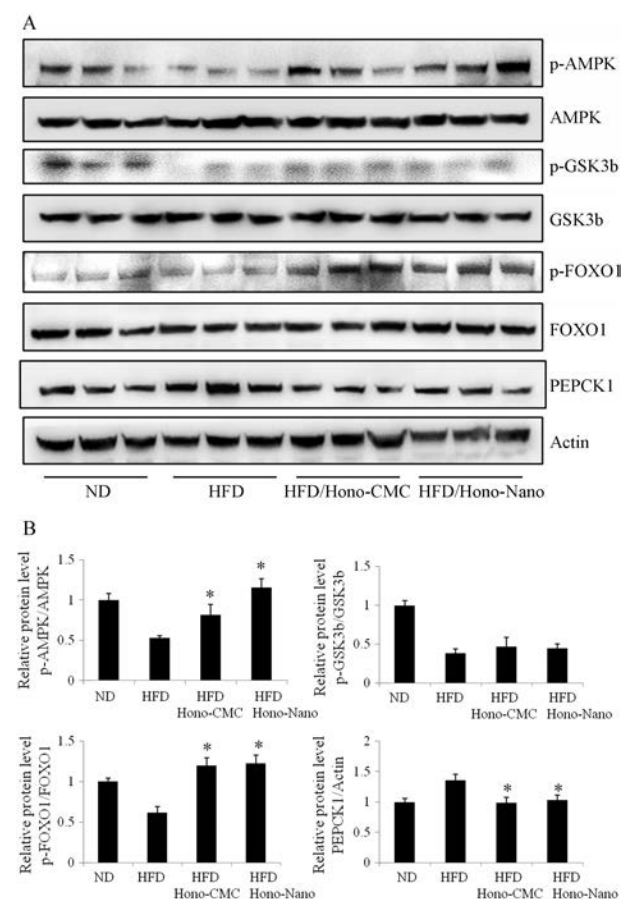 A
p-AMPK
AMPK
p-GSK3b
GSK3b
p-FOXO1
FOXO1
PEPCK1
Actin
ND HFD HFD/Hono-CMC HFD/Hono-Nano
B
Relative protein level
p-AMPK/AMPK
1.5
1
0.5
0
* *
ND HFD HFD HFD
Hono-CMC Hono-Nano
Relative protein level
p-GSK3b/GSK3b
1.5
1
0.5
0
ND HFD HFD HFD
Hono-CMC Hono-Nano
Relative protein level
p-FOXO1/FOXO1
1.5
1
0.5
0
* *
ND HFD HFD HFD
Hono-CMC Hono-Nano
Relative protein level
PEPCK1/Actin
2
1.5
1
0.5
0
* *
ND HFD HFD HFD
Hono-CMC Hono-Nano